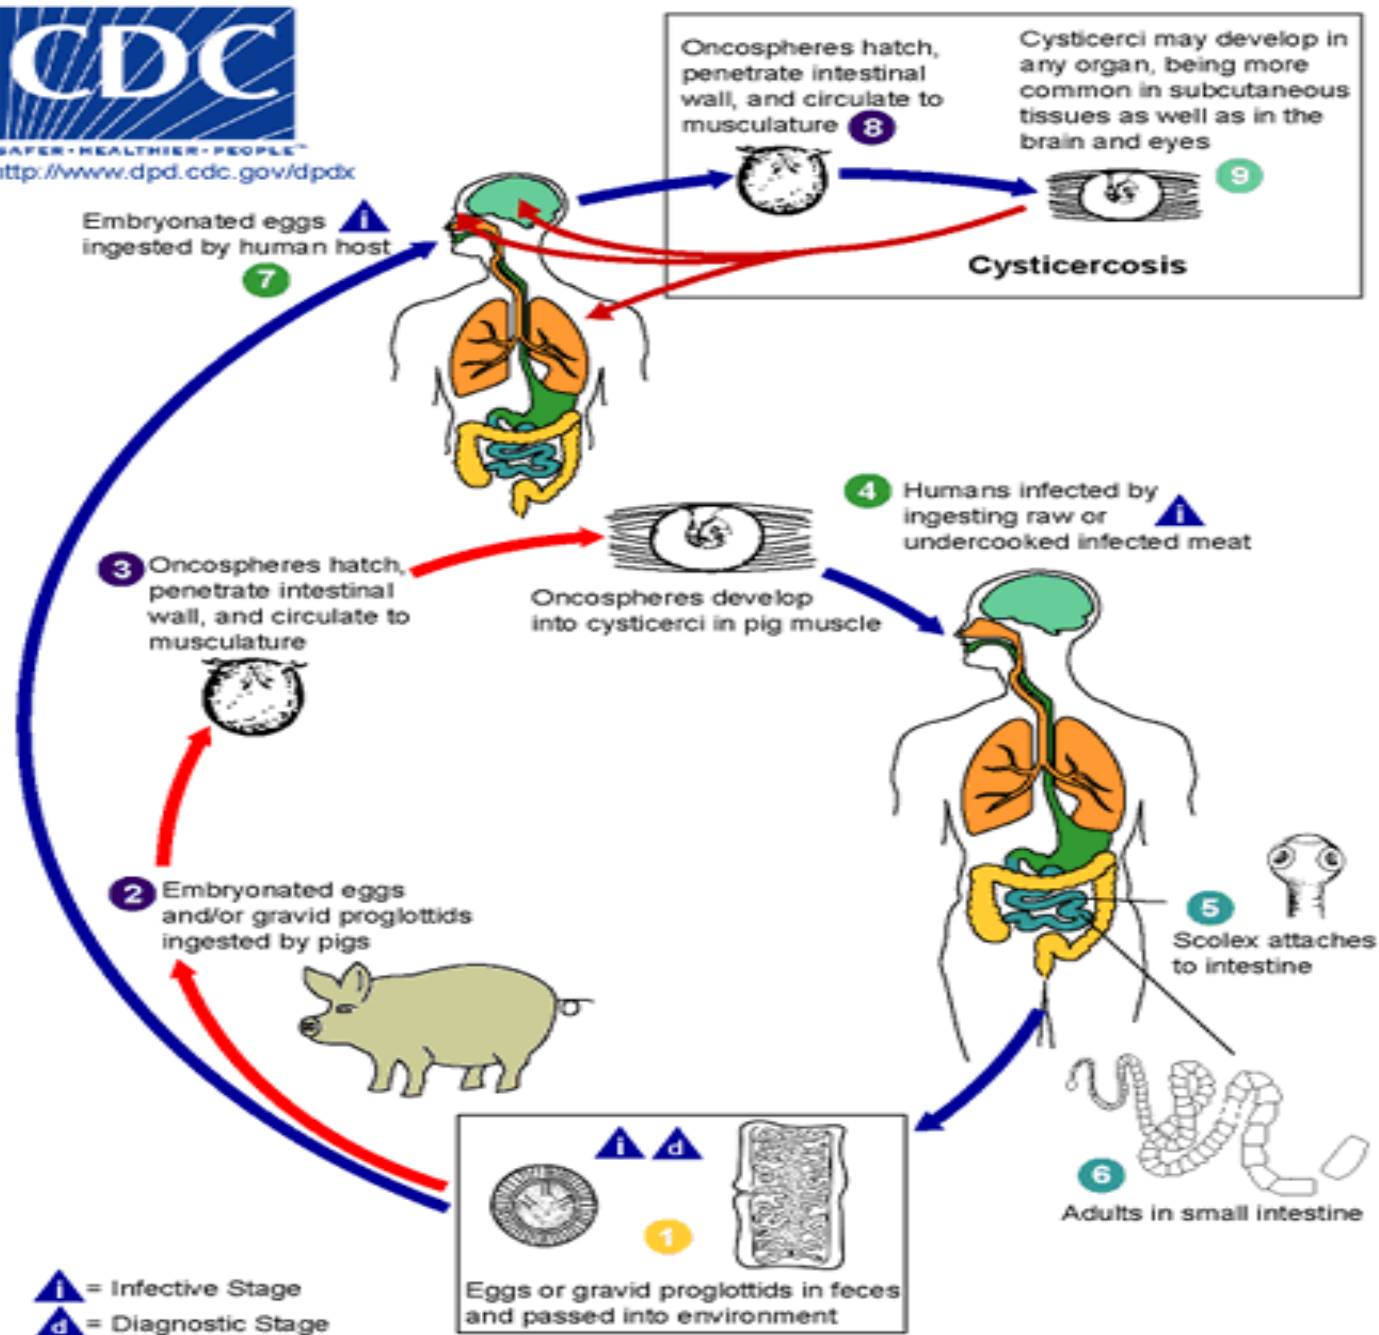 CDC
SAFER • HEALTHIER • PEOPLE™
http://www.dpd.cdc.gov/dpdx
Oncospheres hatch,
penetrate intestinal
wall, and circulate to
musculature 8
Cysticerci may develop in
any organ, being more
common in subcutaneous
tissues as well as in the
brain and eyes
9
Cysticercosis
Embryonated eggs i
ingested by human host
7
4 Humans infected by
ingesting raw or i
undercooked infected meat
3 Oncospheres hatch,
penetrate intestinal
wall, and circulate to
musculature
Oncospheres develop
into cysticerci in pig muscle
2 Embryonated eggs
and/or gravid proglottids
ingested by pigs
5
Scolex attaches
to intestine
6
Adults in small intestine
i d
1
Eggs or gravid proglottids in feces
and passed into environment
i = Infective Stage
d = Diagnostic Stage